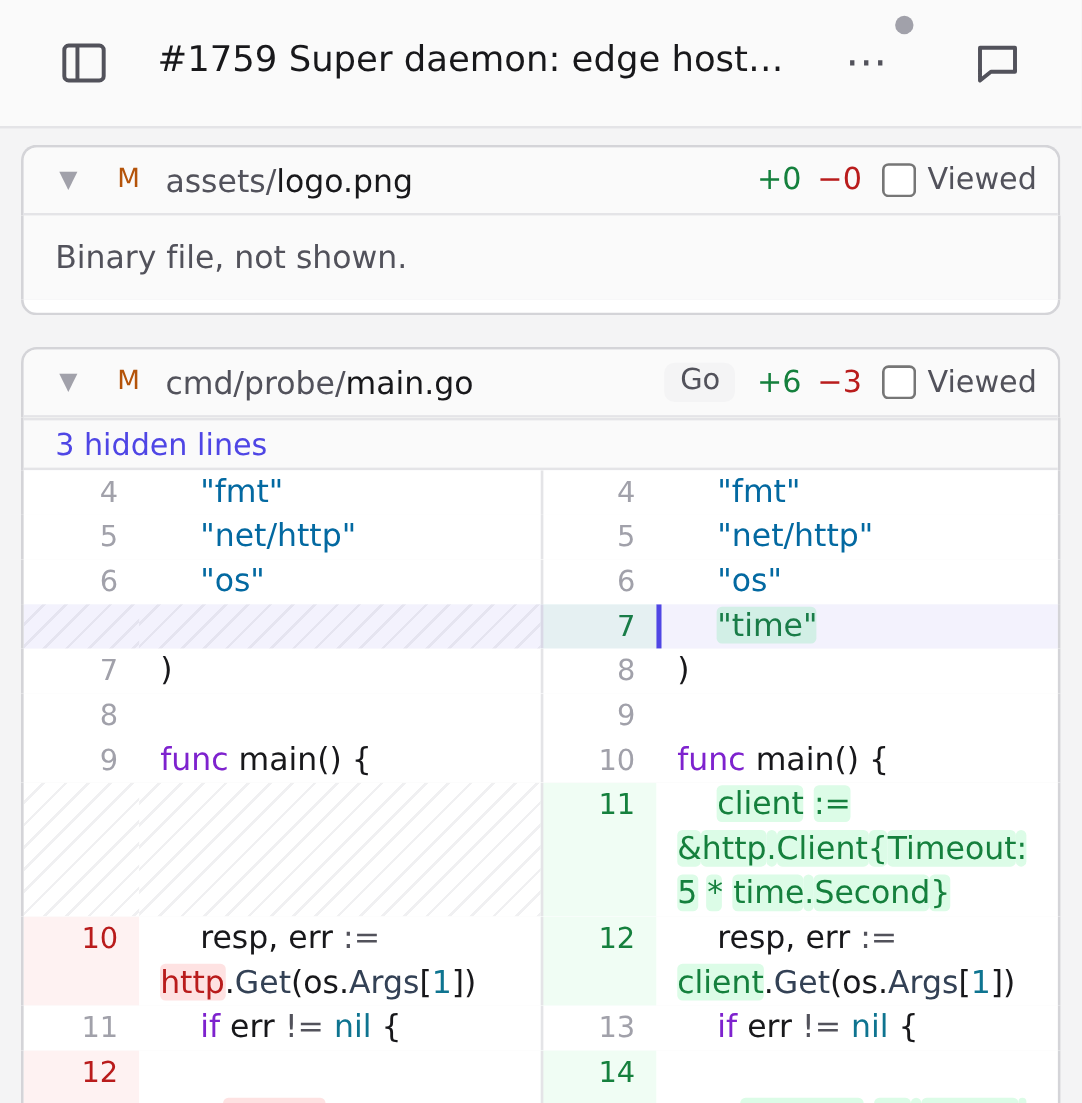 #1759 Super daemon: edge host... ...
▼ M assets/logo.png +0 −0 Viewed
Binary file, not shown.
▼ M cmd/probe/main.go Go +6 −3 Viewed
3 hidden lines
4 "fmt" 4 "fmt"
5 "net/http" 5 "net/http"
6 "os" 6 "os"
7 "time"
7 ) 8 )
8 9
9 func main() { 10 func main() {
11 client :=
&http.Client{Timeout:
5 * time.Second}
10 resp, err := 12 resp, err :=
http.Get(os.Args[1]) client.Get(os.Args[1])
11 if err != nil { 13 if err != nil {
12 14